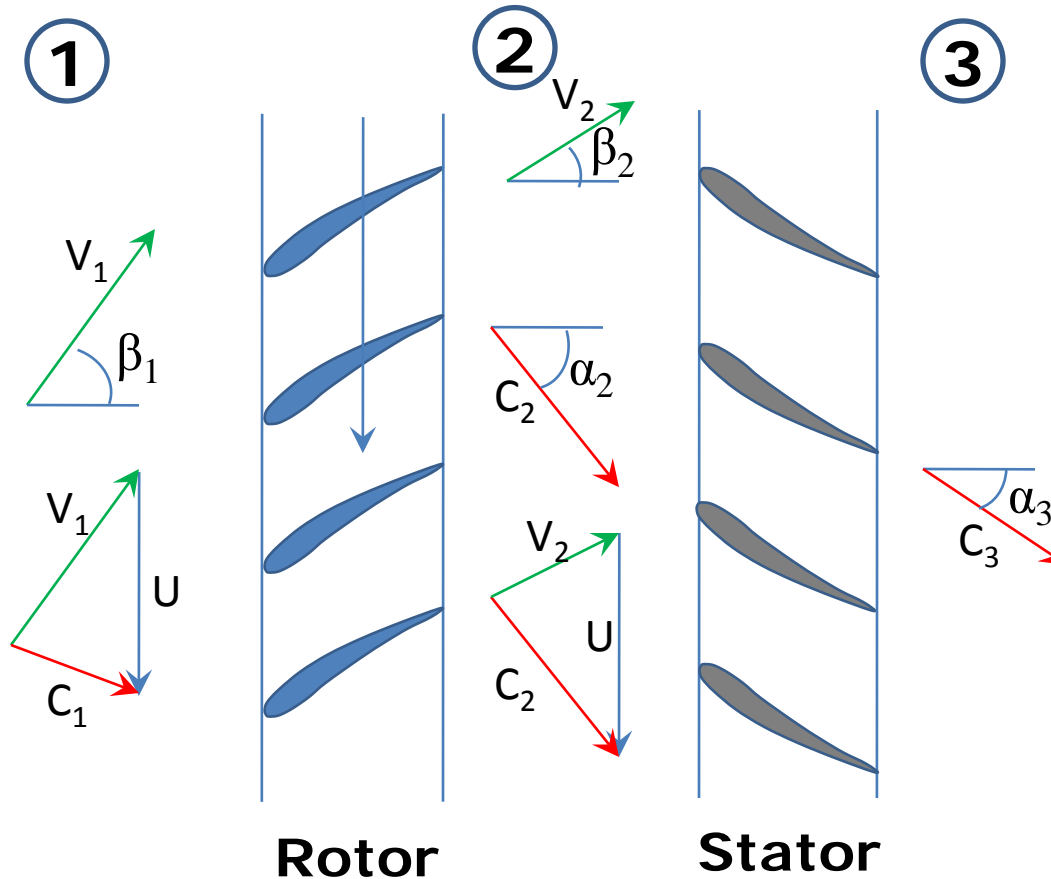 1
2
3
V₂
β₂
V₁
β₁
α₂
C₂
α₃
C₃
V₁
U
C₁
V₂
U
C₂
Rotor
Stator